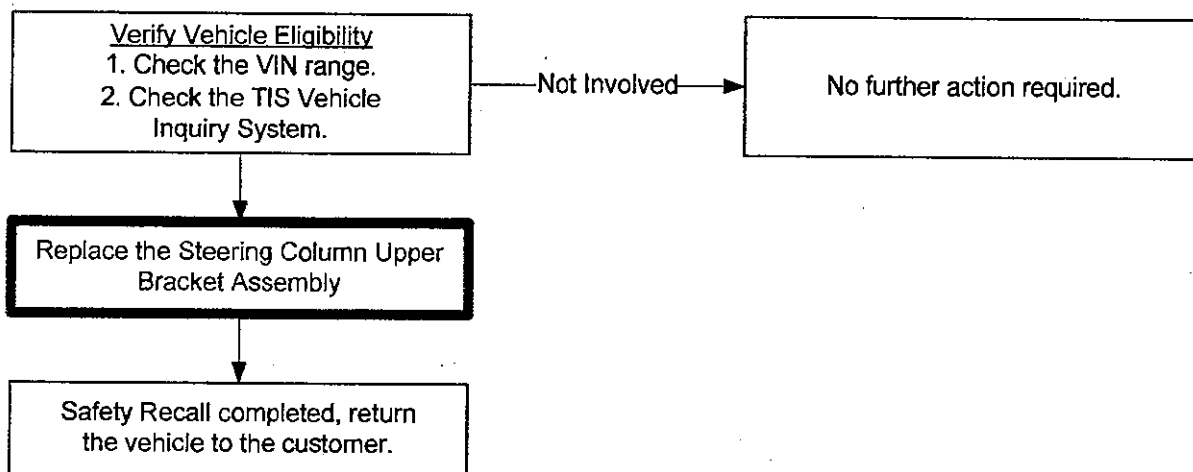 Verify Vehicle Eligibility
1. Check the VIN range.
2. Check the TIS Vehicle
Inquiry System.
Not Involved
No further action required.
Replace the Steering Column Upper
Bracket Assembly
Safety Recall completed, return
the vehicle to the customer.